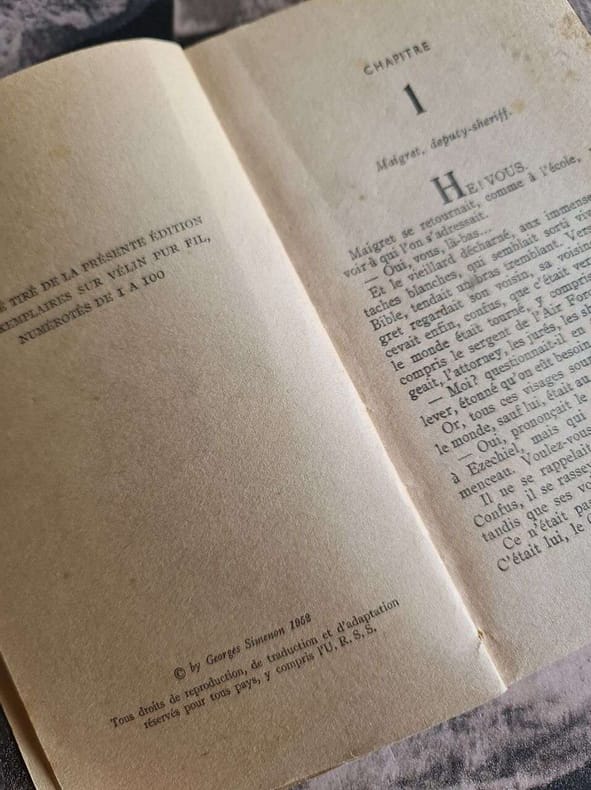 É TIRÉ DE LA PRÉSENTE ÉDITION
EXEMPLAIRES SUR VÉLIN PUR FIL,
NUMÉROTÉS DE 1 A 100
© by Georges Simenon 1952
Tous droits de reproduction, de traduction et d'adaptation
réservés pour tous pays, y compris l'U. R. S. S.
CHAPITRE
1
Maigret, deputy-sheriff.
HE! VOUS.
Maigret se retournait, comme à l'école,
voir à qui l'on s'adressait.
— Oui, vous, là-bas...
Et le vieillard décharné, aux immense
taches blanches, qui semblait sorti viv
Bible, tendait un bras tremblant. Vers
gret regardait son voisin, sa voisin
cevait enfin, confus, que c'était ver
le monde était tourné, y compris
compris le sergent de l'Air For
geait, l'attorney, les jurés, les sh
— Moi? questionnait-il en
lever, étonné qu'on eût besoin
Or, tous ces visages sour
le monde, sauf lui, était au
— Oui, prononçait le
à Ezechiel, mais qui
menceau. Voulez-vous
Il ne se rappelait
Confus, il se rassey
tandis que ses vo
Ce n'était pas
C'était lui, le C